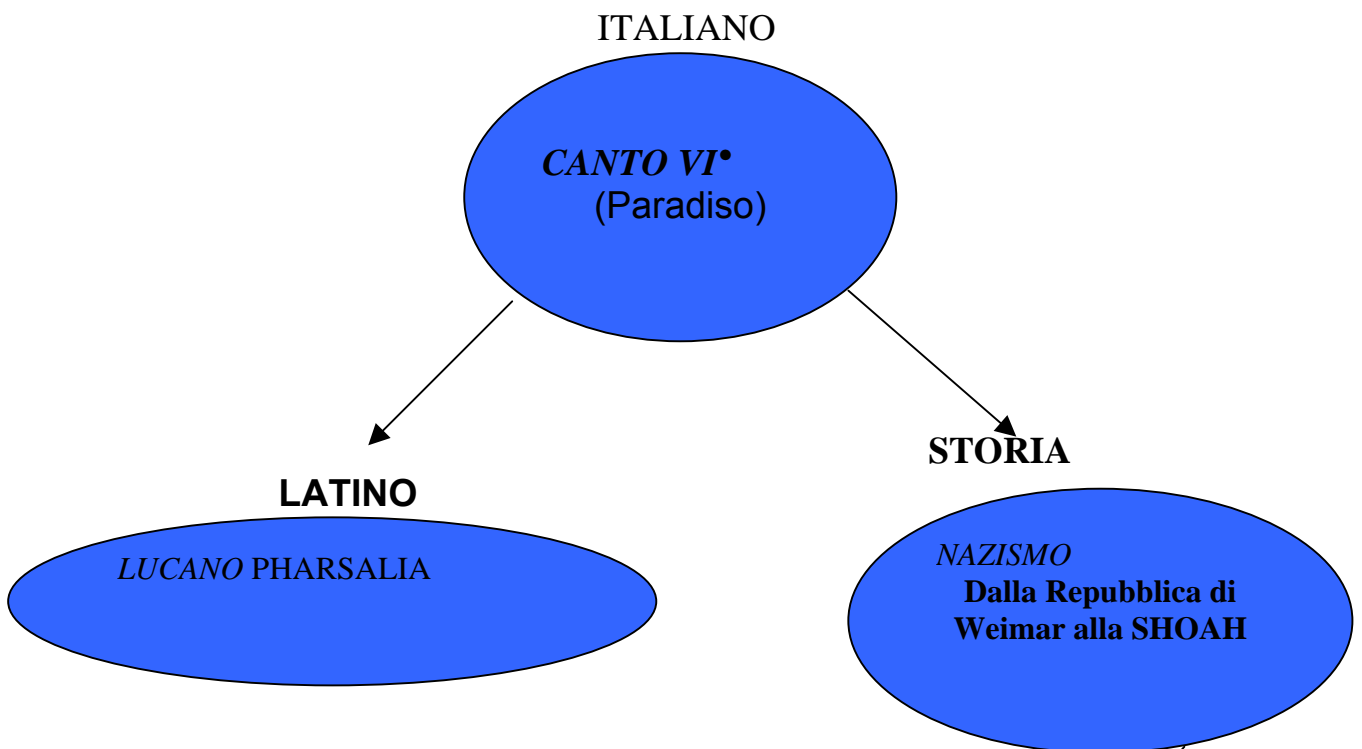 ITALIANO
CANTO VI•
(Paradiso)
LATINO
LUCANO PHARSALIA
STORIA
NAZISMO
Dalla Repubblica di
Weimar alla SHOAH